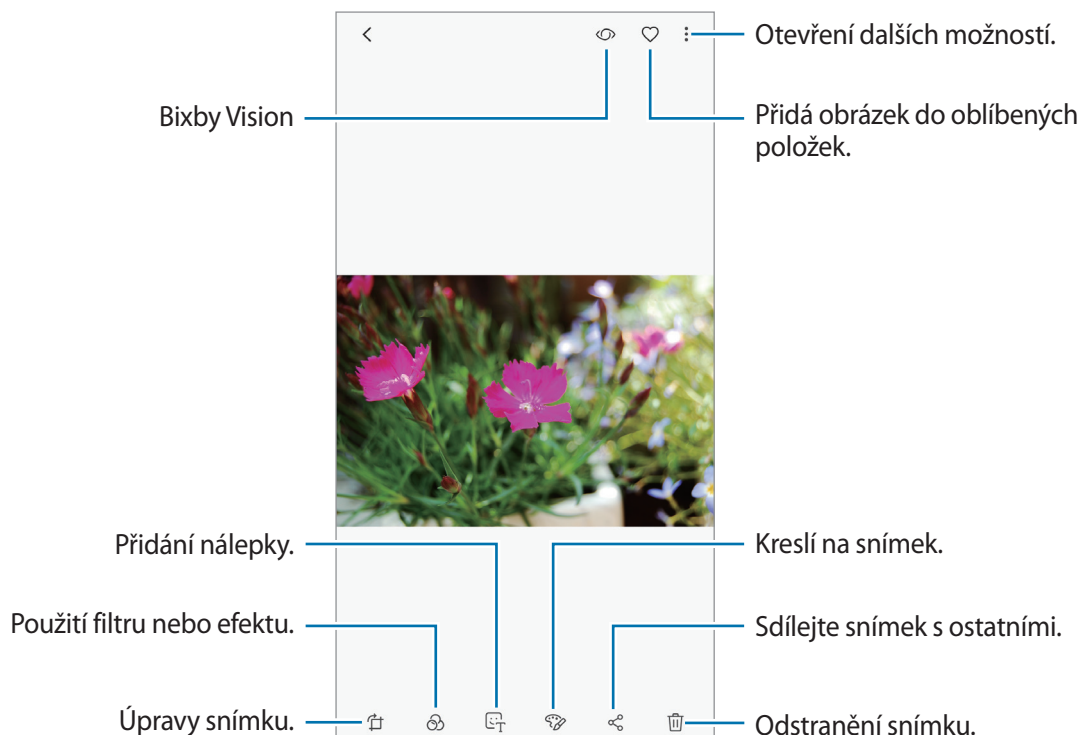 Otevření dalších možností.
Bixby Vision
Přidá obrázek do oblíbených
položek.
Přidání nálepky.
Kreslí na snímek.
Použití filtru nebo efektu.
Sdílejte snímek s ostatními.
Úpravy snímku.
Odstranění snímku.